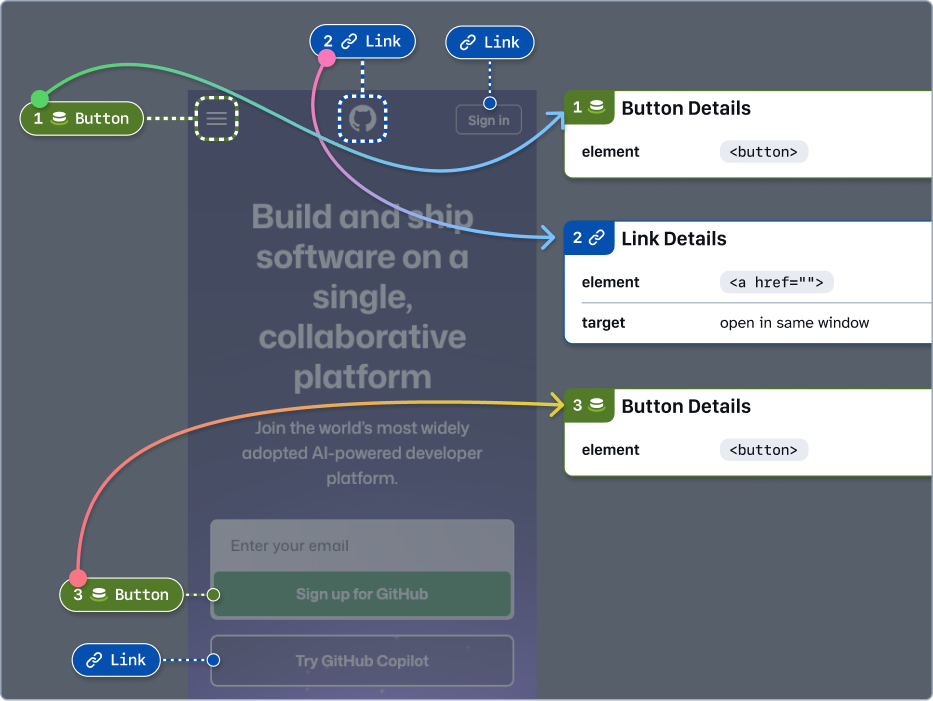 2 Link
Link
1 Button
Sign in
Build and ship
software on a
single,
collaborative
platform
Join the world's most widely
adopted AI-powered developer
platform.
Enter your email
3 Button
Sign up for GitHub
Link
Try GitHub Copilot
1 Button Details
element <button>
2 Link Details
element <a href="">
target open in same window
3 Button Details
element <button>